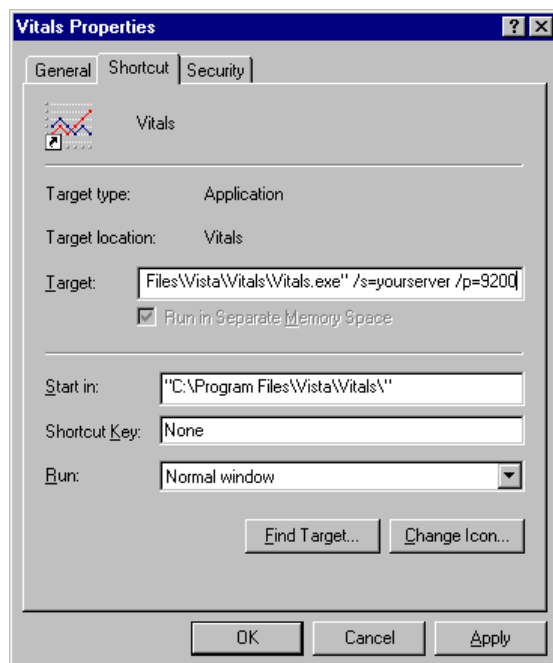 Vitals Properties
General Shortcut Security
Vitals
Target type: Application
Target location: Vitals
Target: Files\Vista\Vitals\Vitals.exe" /s=yourserver /p=9200
Run in Separate Memory Space
Start in: "C:\Program Files\Vista\Vitals\"
Shortcut Key: None
Run: Normal window
Find Target... Change Icon...
OK Cancel Apply